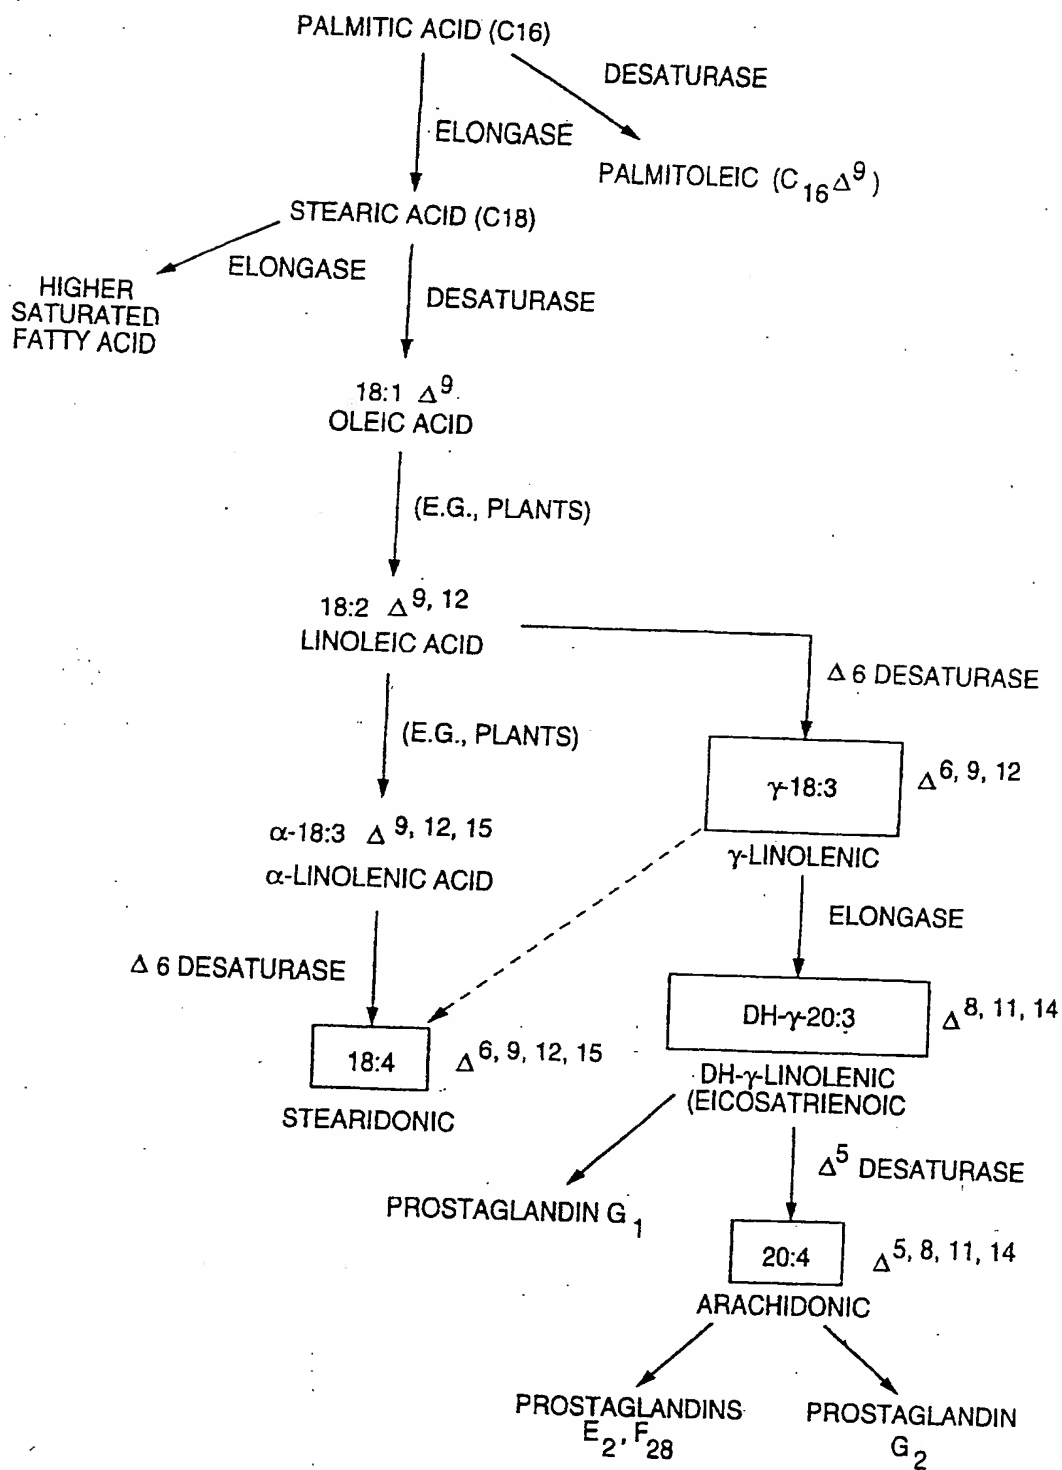 PALMITIC ACID (C16)
DESATURASE
ELONGASE
PALMITOLEIC (C16Δ9)
STEARIC ACID (C18)
ELONGASE
HIGHER
SATURATED
FATTY ACID
DESATURASE
18:1 Δ9
OLEIC ACID
(E.G., PLANTS)
18:2 Δ9, 12
LINOLEIC ACID
Δ 6 DESATURASE
(E.G., PLANTS)
γ-18:3
Δ6, 9, 12
γ-LINOLENIC
α-18:3 Δ 9, 12, 15
α-LINOLENIC ACID
ELONGASE
Δ 6 DESATURASE
DH-γ-20:3
Δ8, 11, 14
DH-γ-LINOLENIC
(EICOSATRIENOIC
18:4
Δ6, 9, 12, 15
STEARIDONIC
Δ5 DESATURASE
PROSTAGLANDIN G1
20:4
Δ5, 8, 11, 14
ARACHIDONIC
PROSTAGLANDINS
E2, F28
PROSTAGLANDIN
G2